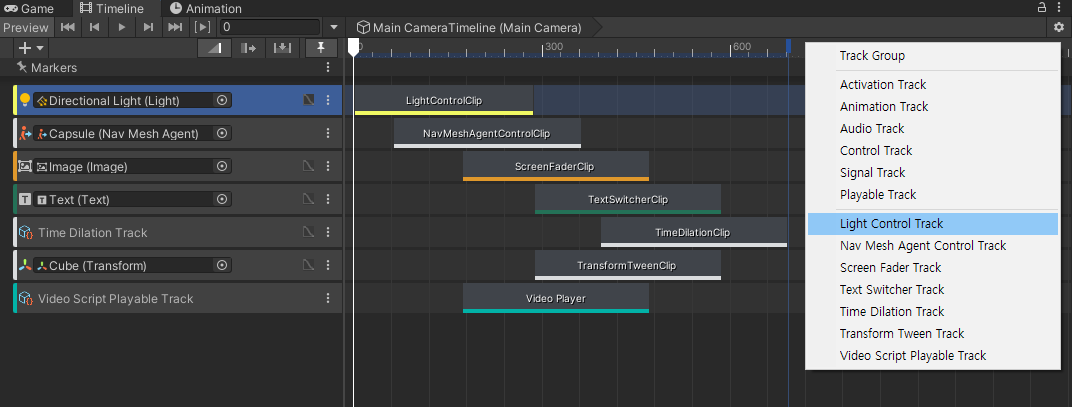 Game
Timeline
Animation
Preview
0
Main CameraTimeline (Main Camera)
300
600
Markers
Directional Light (Light)
LightControlClip
Capsule (Nav Mesh Agent)
NavMeshAgentControlClip
Image (Image)
ScreenFaderClip
T
Text (Text)
TextSwitcherClip
Time Dilation Track
TimeDilationClip
Cube (Transform)
TransformTweenClip
Video Script Playable Track
Video Player
Track Group
Activation Track
Animation Track
Audio Track
Control Track
Signal Track
Playable Track
Light Control Track
Nav Mesh Agent Control Track
Screen Fader Track
Text Switcher Track
Time Dilation Track
Transform Tween Track
Video Script Playable Track